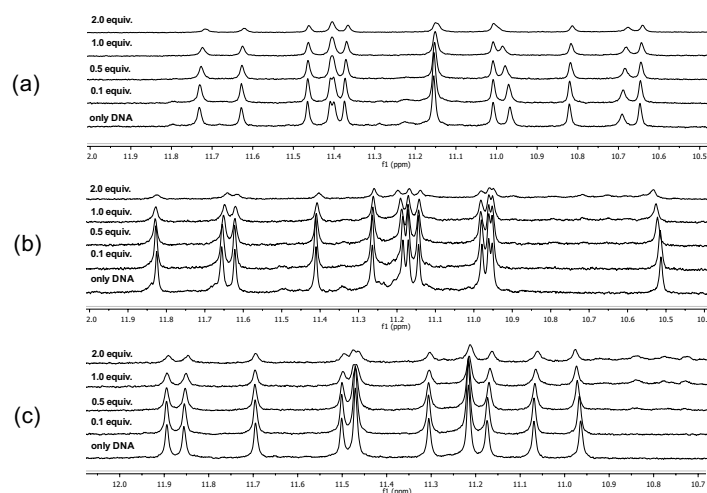 (a)
2.0 equiv.
1.0 equiv.
0.5 equiv.
0.1 equiv.
only DNA
2.0 11.9 11.8 11.7 11.6 11.5 11.4 11.3 11.2 11.1 11.0 10.9 10.8 10.7 10.6 10.5
f1 (ppm)
(b)
2.0 equiv.
1.0 equiv.
0.5 equiv.
0.1 equiv.
only DNA
2.0 11.9 11.8 11.7 11.6 11.5 11.4 11.3 11.2 11.1 11.0 10.9 10.8 10.7 10.6 10.5 10.4
f1 (ppm)
(c)
2.0 equiv.
1.0 equiv.
0.5 equiv.
0.1 equiv.
only DNA
12.0 11.9 11.8 11.7 11.6 11.5 11.4 11.3 11.2 11.1 11.0 10.9 10.8 10.7
f1 (ppm)